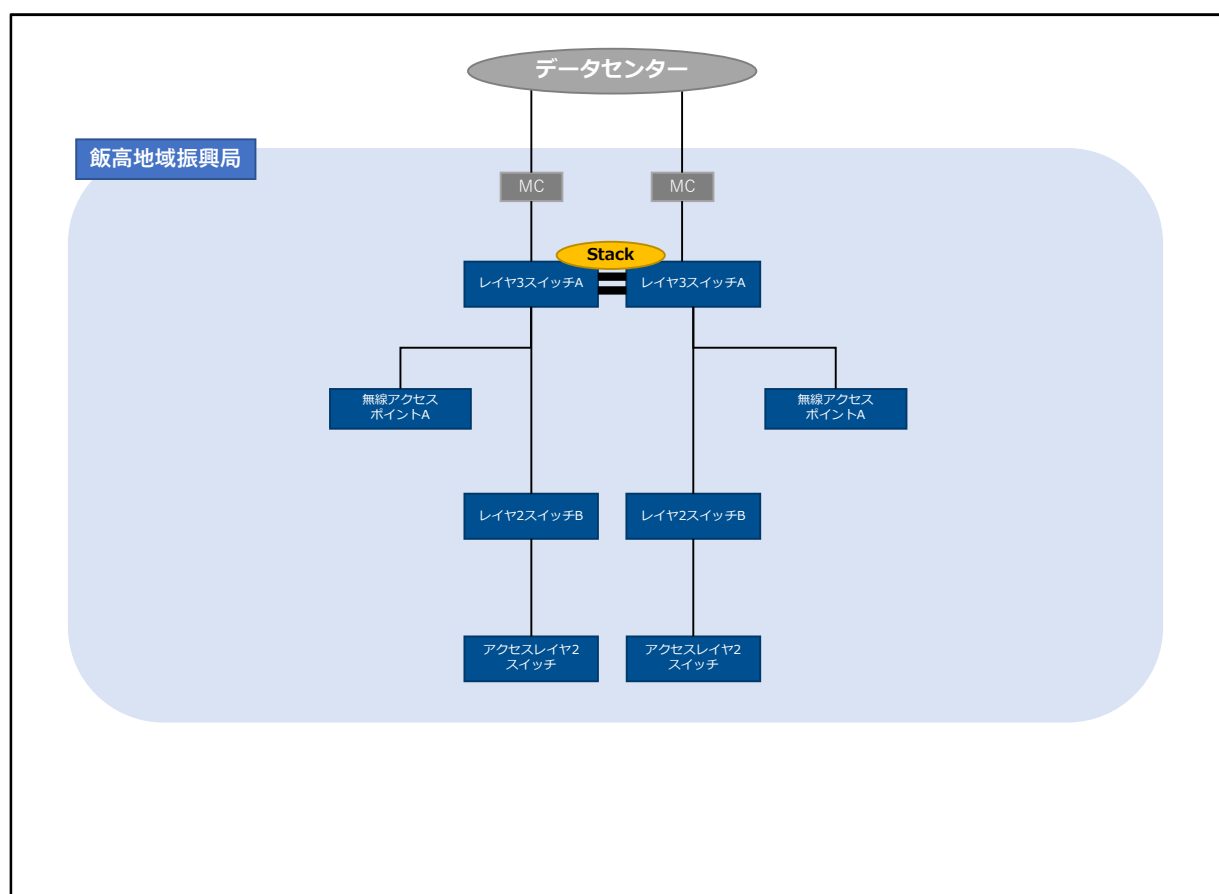 データセンター
飯高地域振興局
MC
MC
Stack
レイヤ3スイッチA
レイヤ3スイッチA
無線アクセス
ポイントA
無線アクセス
ポイントA
レイヤ2スイッチB
レイヤ2スイッチB
アクセスレイヤ2
スイッチ
アクセスレイヤ2
スイッチ